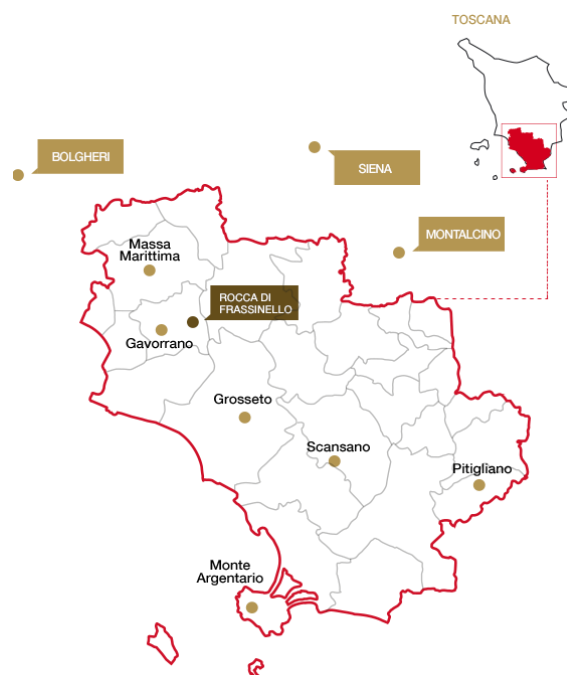 TOSCANA
BOLGHERI
SIENA
MONTALCINO
Massa
Marittima
ROCCA DI
FRASSINELLO
Gavorrano
Grosseto
Scansano
Pitigliano
Monte
Argentario